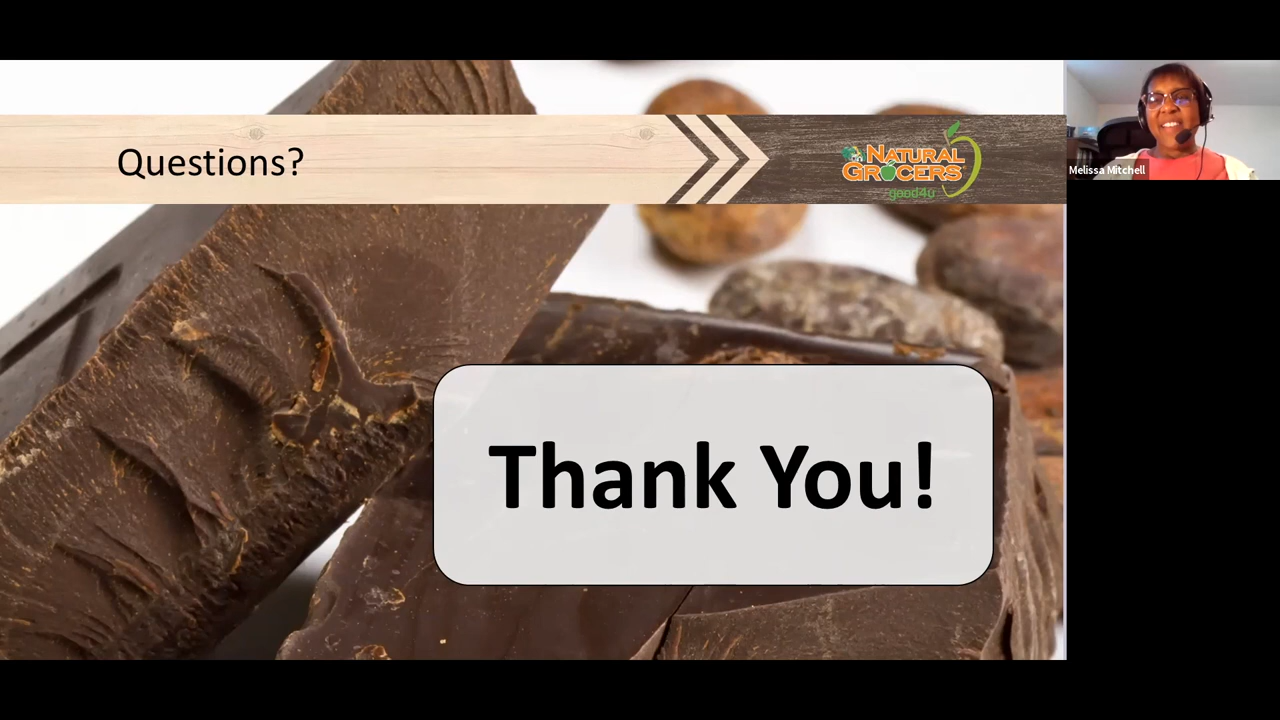 Questions?
NATURAL
GROCERS
good4u
Melissa Mitchell
Thank You!